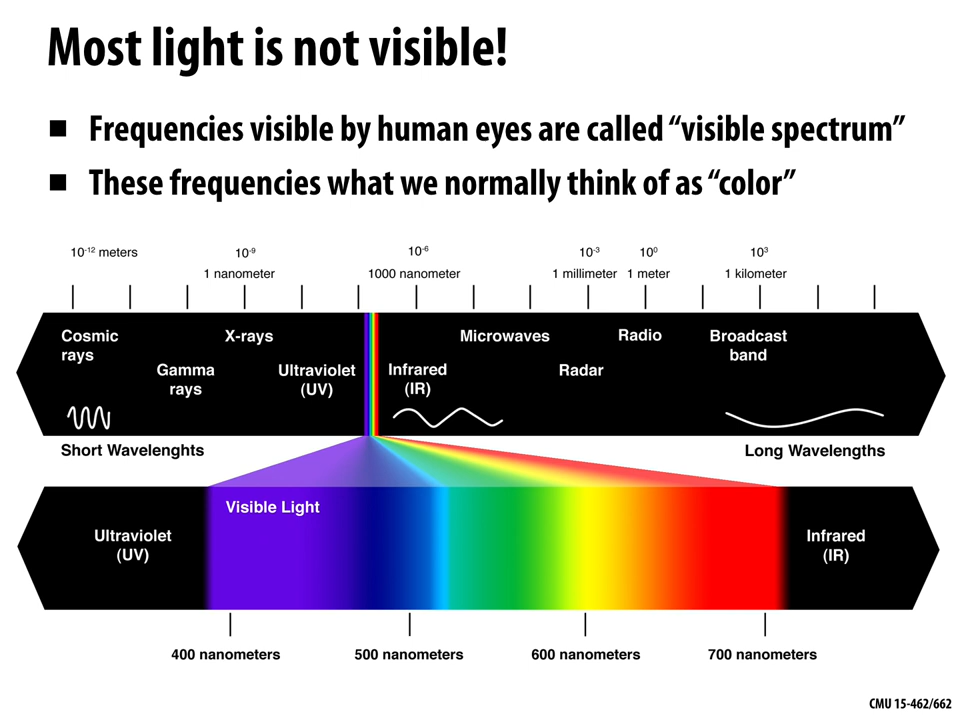 Most light is not visible!
■ Frequencies visible by human eyes are called “visible spectrum”
■ These frequencies what we normally think of as “color”
10⁻¹² meters 10⁻⁹ 10⁻⁶ 10⁻³ 10⁰ 10³
1 nanometer 1000 nanometer 1 millimeter 1 meter 1 kilometer
Cosmic
rays
Gamma
rays
X-rays
Ultraviolet
(UV)
Infrared
(IR)
Microwaves
Radar
Radio
Broadcast
band
Short Wavelenghts
Long Wavelengths
Visible Light
Ultraviolet
(UV)
Infrared
(IR)
400 nanometers 500 nanometers 600 nanometers 700 nanometers
CMU 15-462/662